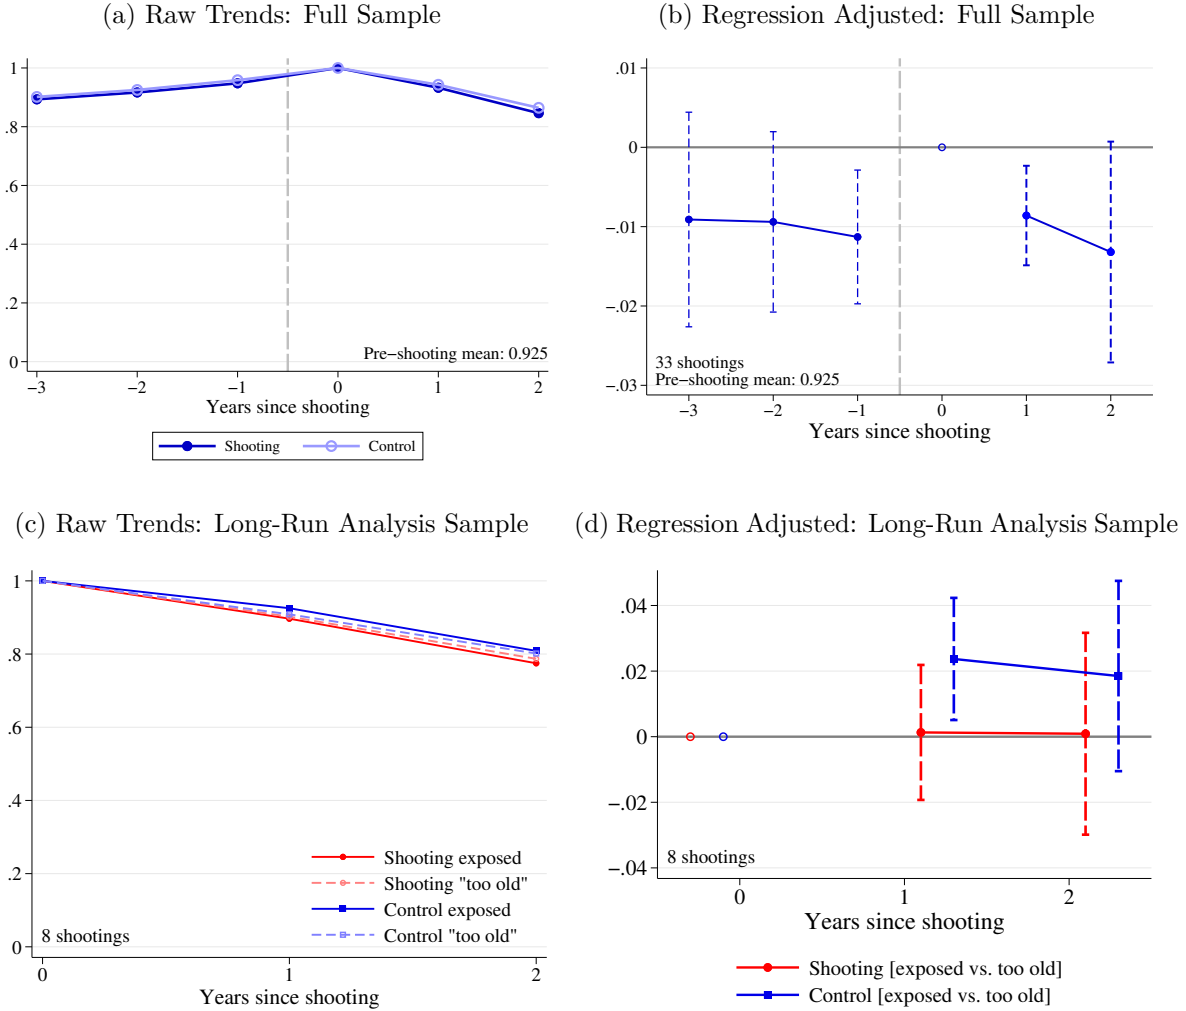 (a) Raw Trends: Full Sample
1
.8
.6
.4
.2
0
Pre−shooting mean: 0.925
−3
−2
−1
0
1
2
Years since shooting
Shooting
Control
(b) Regression Adjusted: Full Sample
.01
0
−.01
−.02
−.03
33 shootings
Pre−shooting mean: 0.925
−3
−2
−1
0
1
2
Years since shooting
(c) Raw Trends: Long-Run Analysis Sample
1
.8
.6
.4
.2
0
Shooting exposed
Shooting "too old"
Control exposed
Control "too old"
8 shootings
0
1
2
Years since shooting
(d) Regression Adjusted: Long-Run Analysis Sample
.04
.02
0
−.02
−.04
8 shootings
0
1
2
Years since shooting
Shooting [exposed vs. too old]
Control [exposed vs. too old]